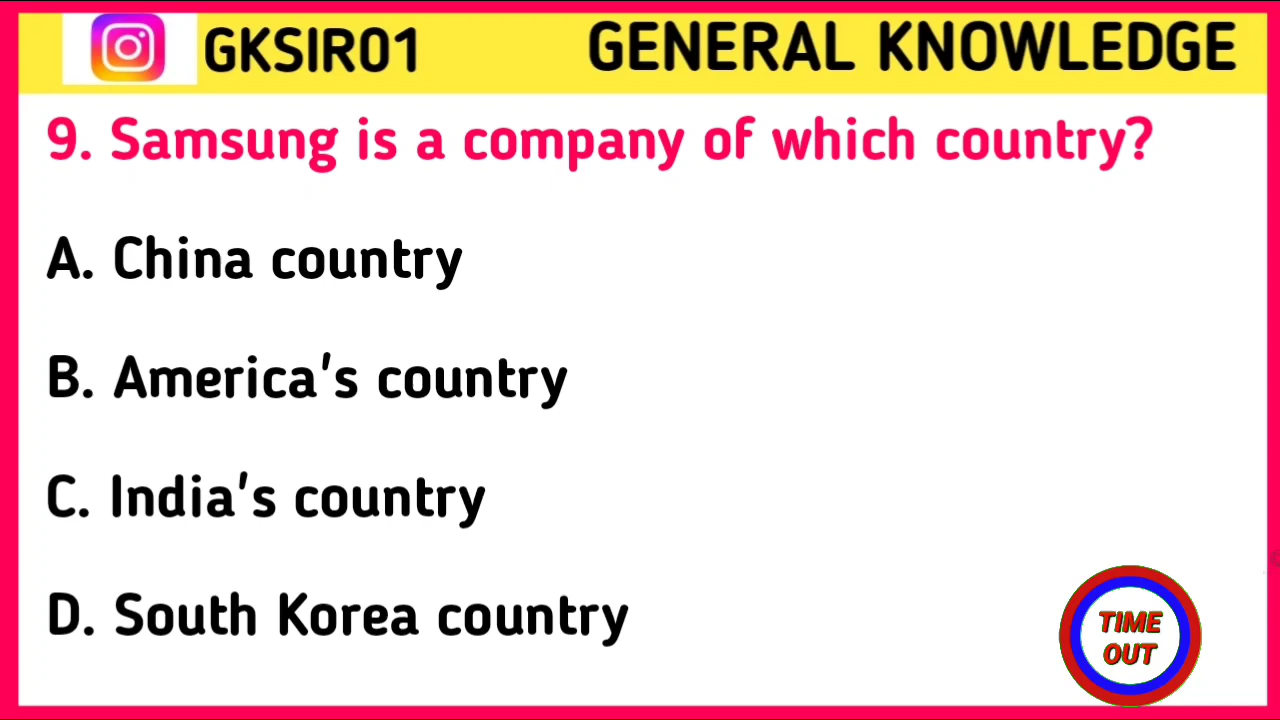 GKSIR01 GENERAL KNOWLEDGE
9. Samsung is a company of which country?
A. China country
B. America's country
C. India's country
D. South Korea country
TIME
OUT